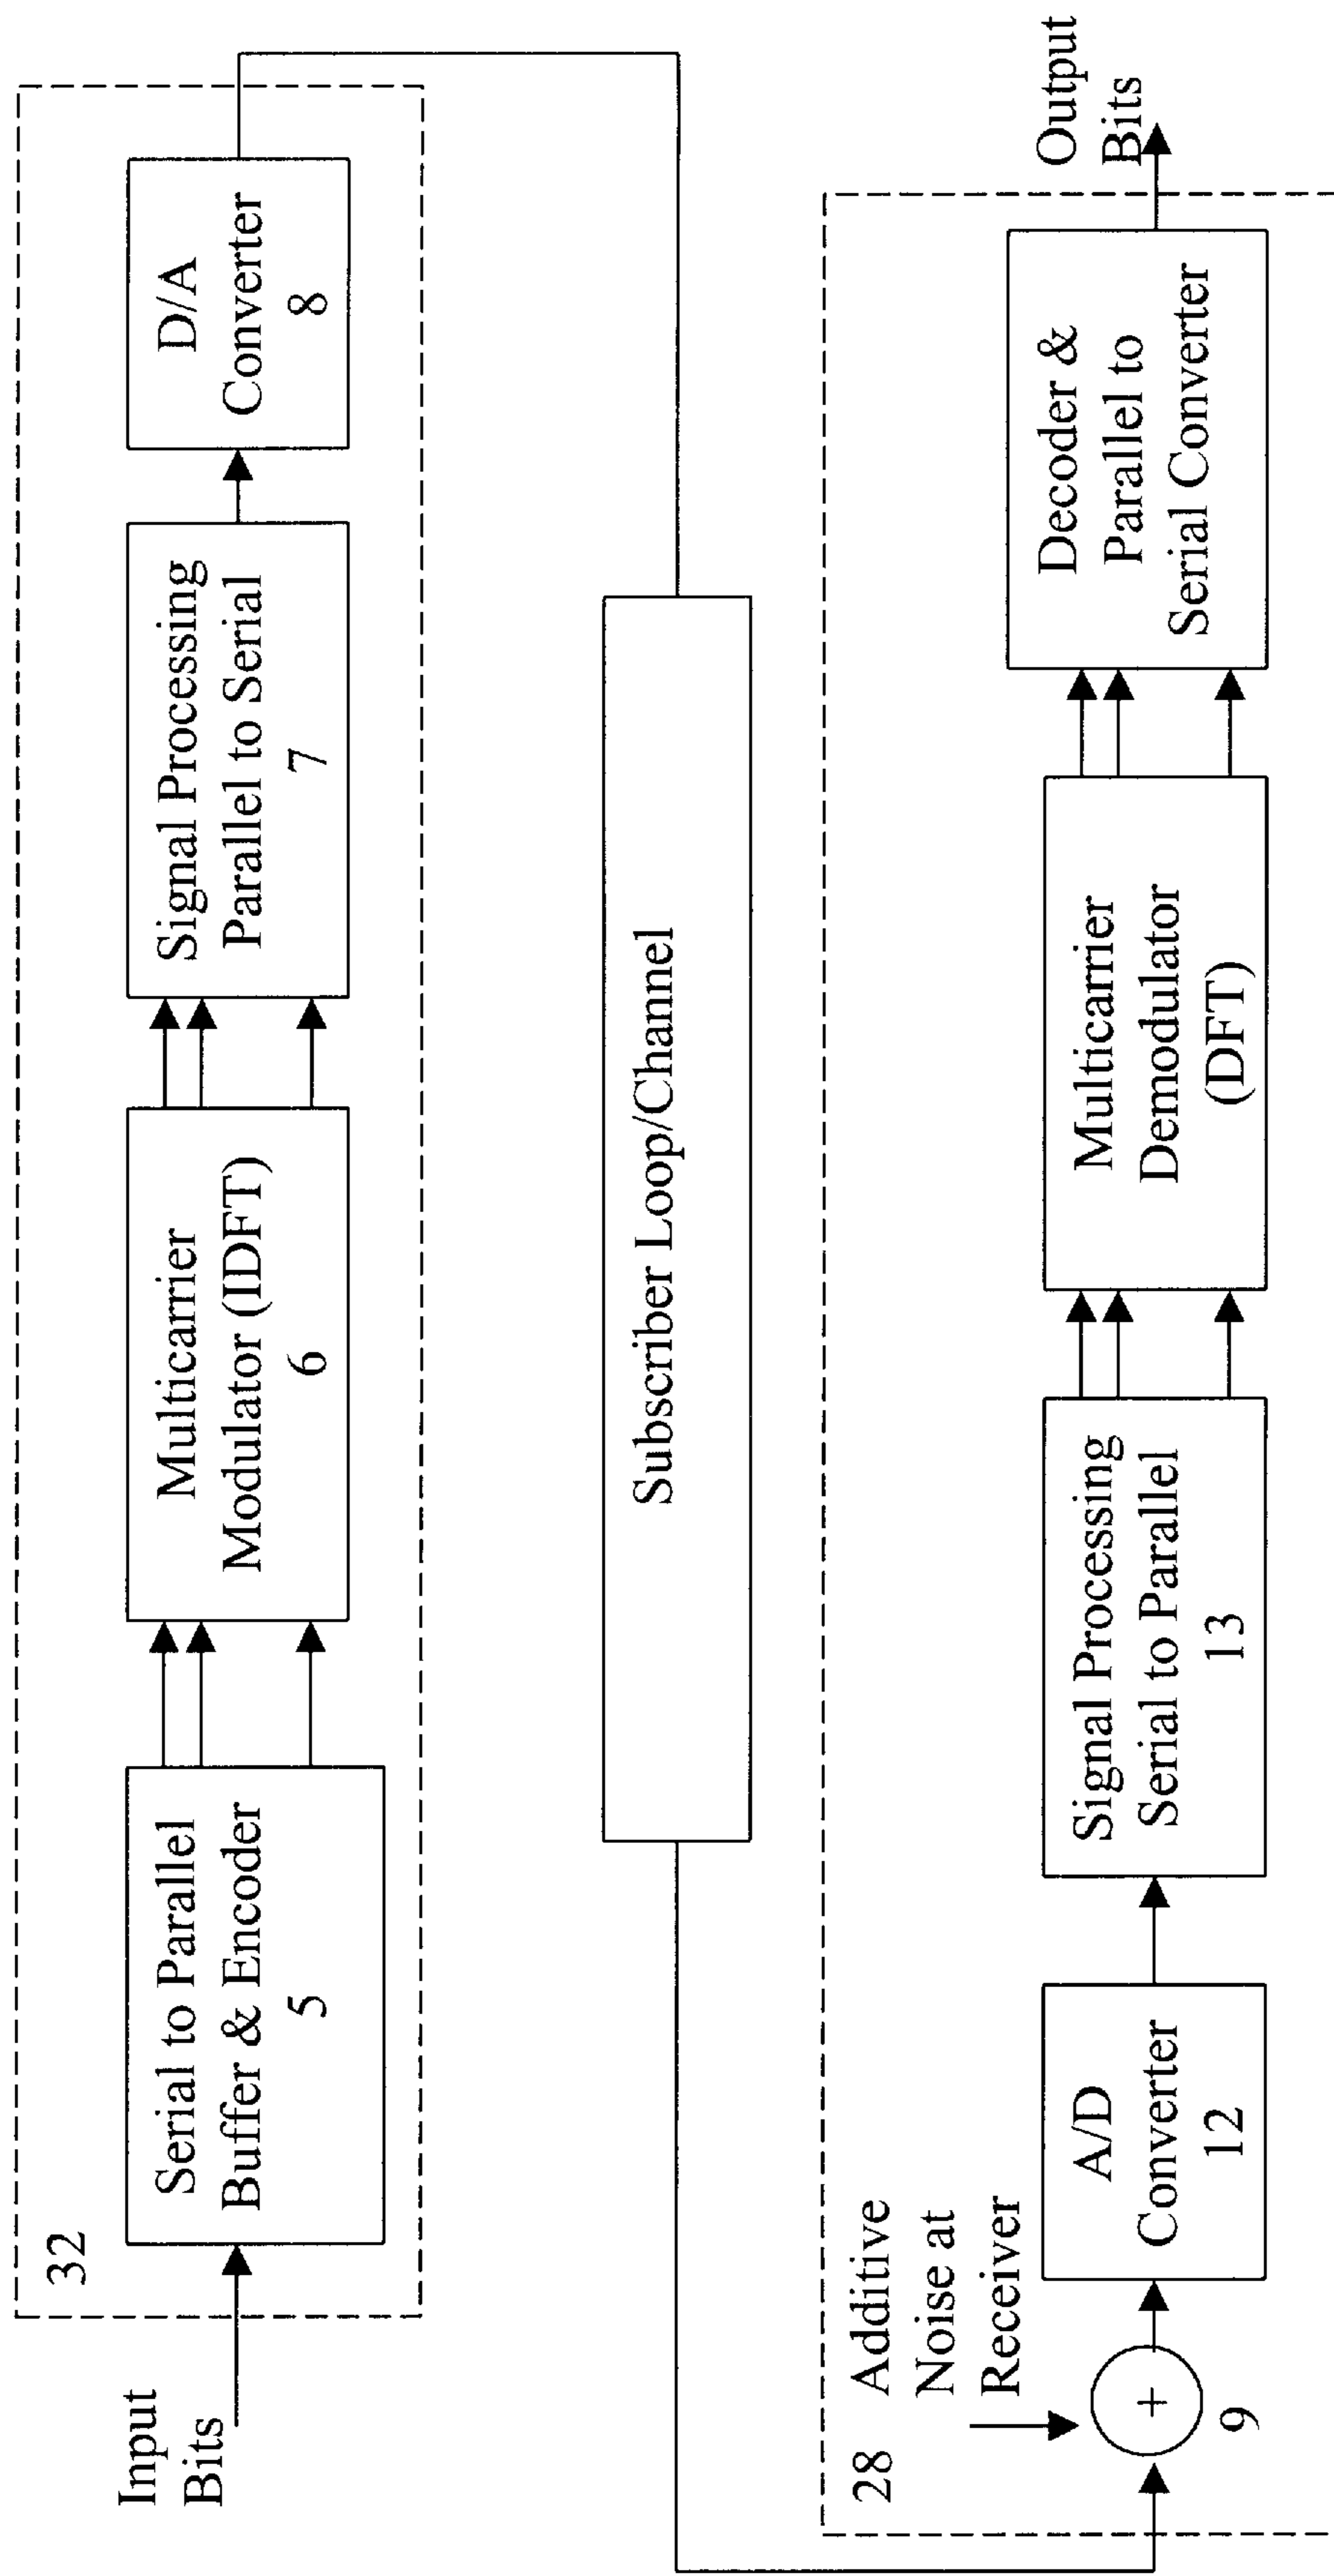 Input
Bits
32
Serial to Parallel
Buffer & Encoder
5
Multicarrier
Modulator (IDFT)
6
Signal Processing
Parallel to Serial
7
D/A
Converter
8
Subscriber Loop/Channel
28
Additive
Noise at
Receiver
+
9
A/D
Converter
12
Signal Processing
Serial to Parallel
13
Multicarrier
Demodulator
(DFT)
Decoder &
Parallel to
Serial Converter
Output
Bits